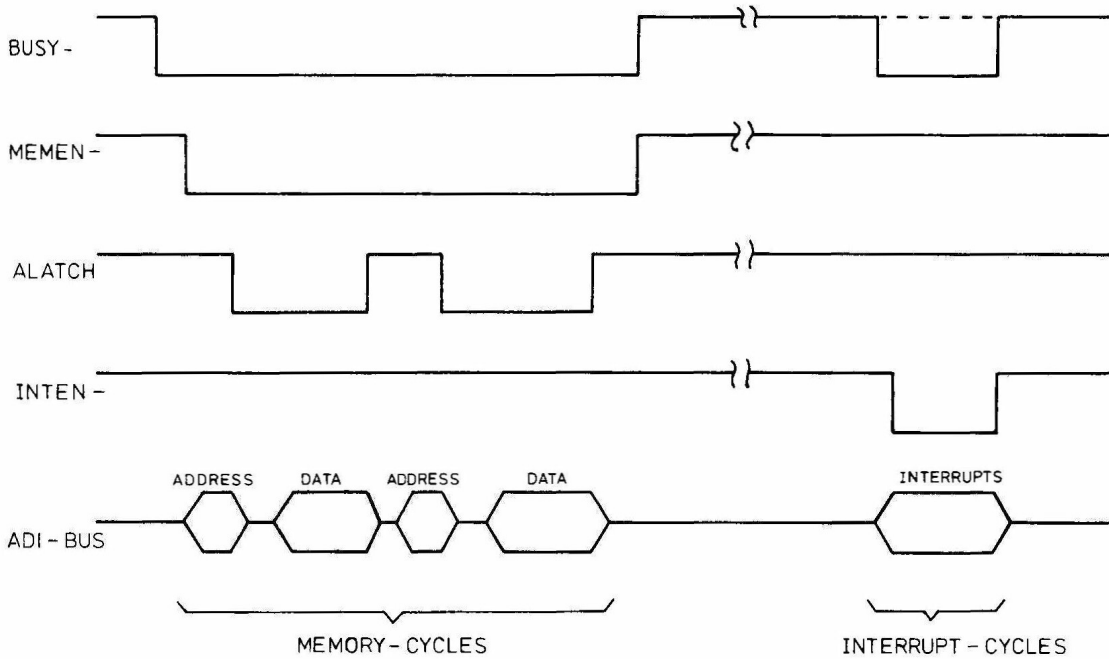 BUSY-
MEMEN-
ALATCH
INTEN-
ADDRESS DATA ADDRESS DATA INTERRUPTS
ADI-BUS
MEMORY-CYCLES INTERRUPT-CYCLES